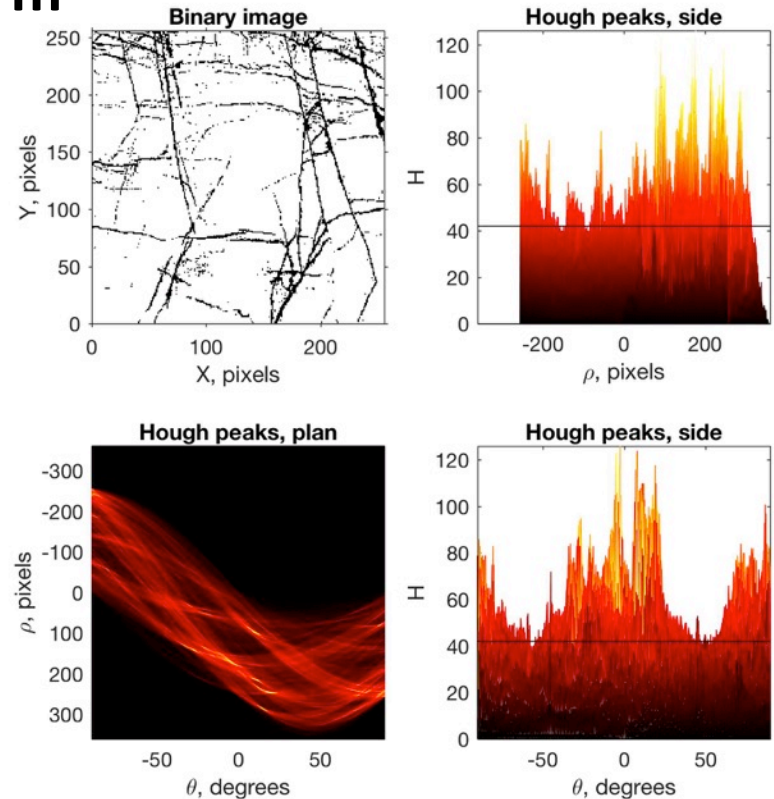 Binary image
250
200
150
100
50
0
Y, pixels
0 100 200
X, pixels
Hough peaks, side
120
100
80
60
40
20
0
H
-200 0 200
ρ, pixels
Hough peaks, plan
-300
-200
-100
0
100
200
300
ρ, pixels
-50 0 50
θ, degrees
Hough peaks, side
120
100
80
60
40
20
0
H
-50 0 50
θ, degrees